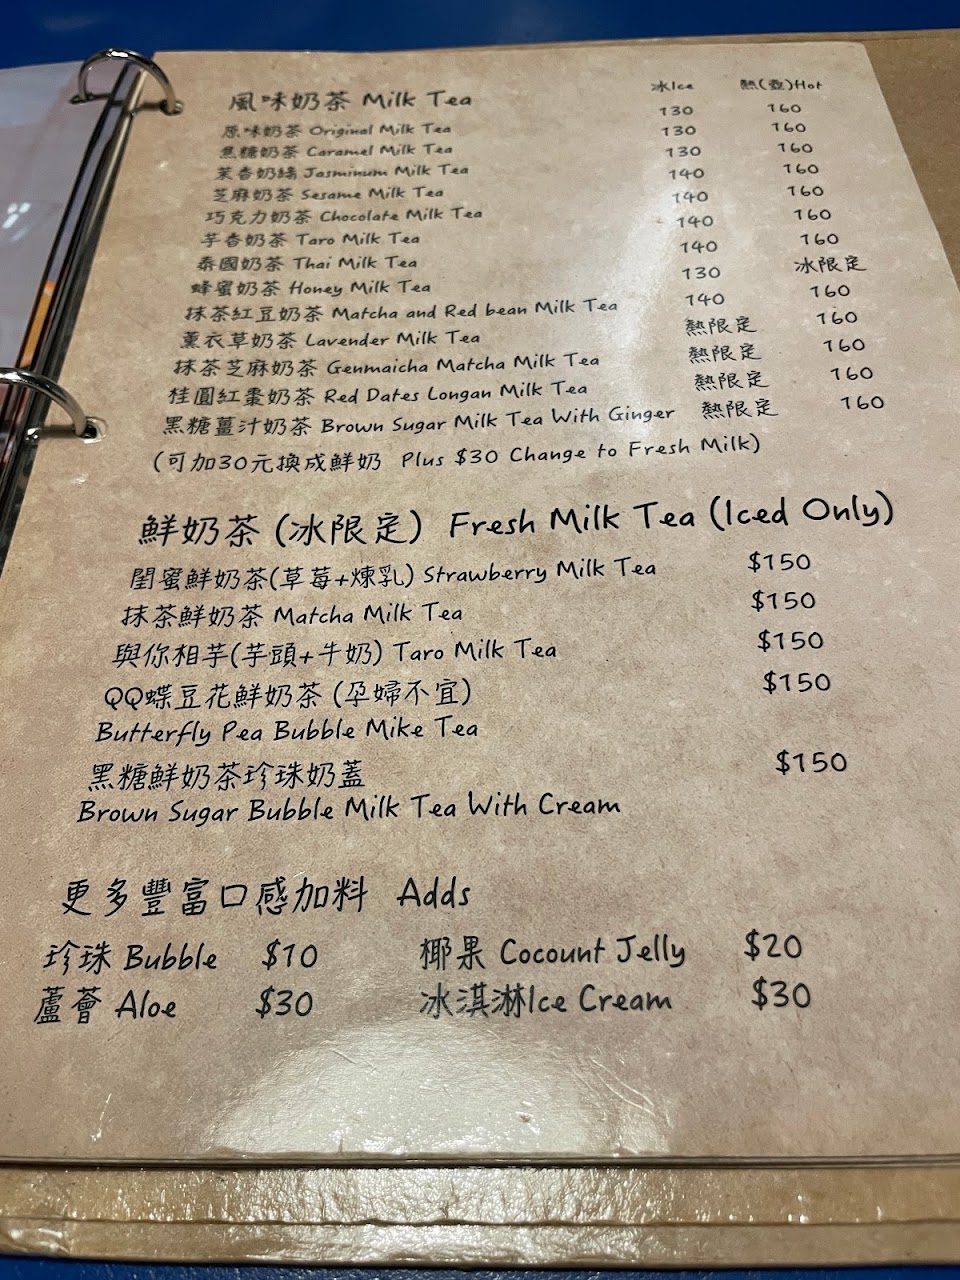 風味奶茶 Milk Tea 冰Ice 熱(壺)Hot
原味奶茶 Original Milk Tea 130 160
焦糖奶茶 Caramel Milk Tea 130 160
茉香奶綠 Jasminum Milk Tea 130 160
芝麻奶茶 Sesame Milk Tea 140 160
巧克力奶茶 Chocolate Milk Tea 140 160
芋香奶茶 Taro Milk Tea 140 160
泰國奶茶 Thai Milk Tea 140 160
蜂蜜奶茶 Honey Milk Tea 130 冰限定
抹茶紅豆奶茶 Matcha and Red bean Milk Tea 140 160
薰衣草奶茶 Lavender Milk Tea 熱限定 160
抹茶芝麻奶茶 Genmaicha Matcha Milk Tea 熱限定 160
桂圓紅棗奶茶 Red Dates Longan Milk Tea 熱限定 160
黑糖薑汁奶茶 Brown Sugar Milk Tea With Ginger 熱限定 160
(可加30元換成鮮奶 Plus $30 Change to Fresh Milk)
鮮奶茶 (冰限定) Fresh Milk Tea (Iced Only)
閨蜜鮮奶茶(草莓+煉乳) Strawberry Milk Tea $150
抹茶鮮奶茶 Matcha Milk Tea $150
與你相芋(芋頭+牛奶) Taro Milk Tea $150
QQ蝶豆花鮮奶茶 (孕婦不宜) $150
Butterfly Pea Bubble Mike Tea
黑糖鮮奶茶珍珠奶蓋 $150
Brown Sugar Bubble Milk Tea With Cream
更多豐富口感加料 Adds
珍珠 Bubble $10 椰果 Cocount Jelly $20
蘆薈 Aloe $30 冰淇淋Ice Cream $30